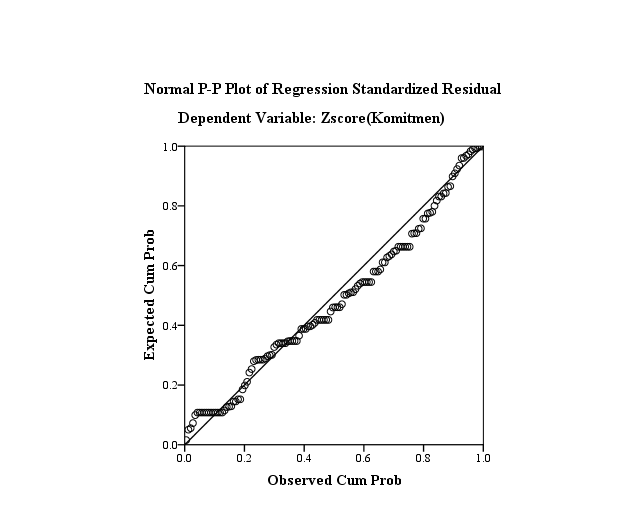 Normal P-P Plot of Regression Standardized Residual
Dependent Variable: Zscore(Komitmen)
1.0
0.8
0.6
0.4
0.2
0.0
Expected Cum Prob
0.0 0.2 0.4 0.6 0.8 1.0
Observed Cum Prob